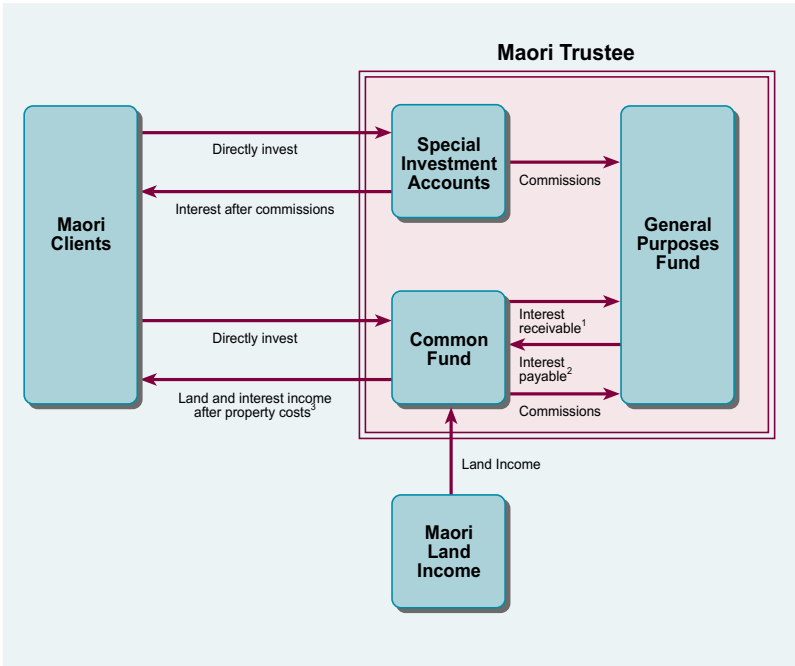 Maori Trustee
Maori
Clients
Directly invest
Interest after commissions
Special
Investment
Accounts
Commissions
General
Purposes
Fund
Directly invest
Land and interest income
after property costs³
Common
Fund
Interest
receivable¹
Interest
payable²
Commissions
Land Income
Maori
Land
Income